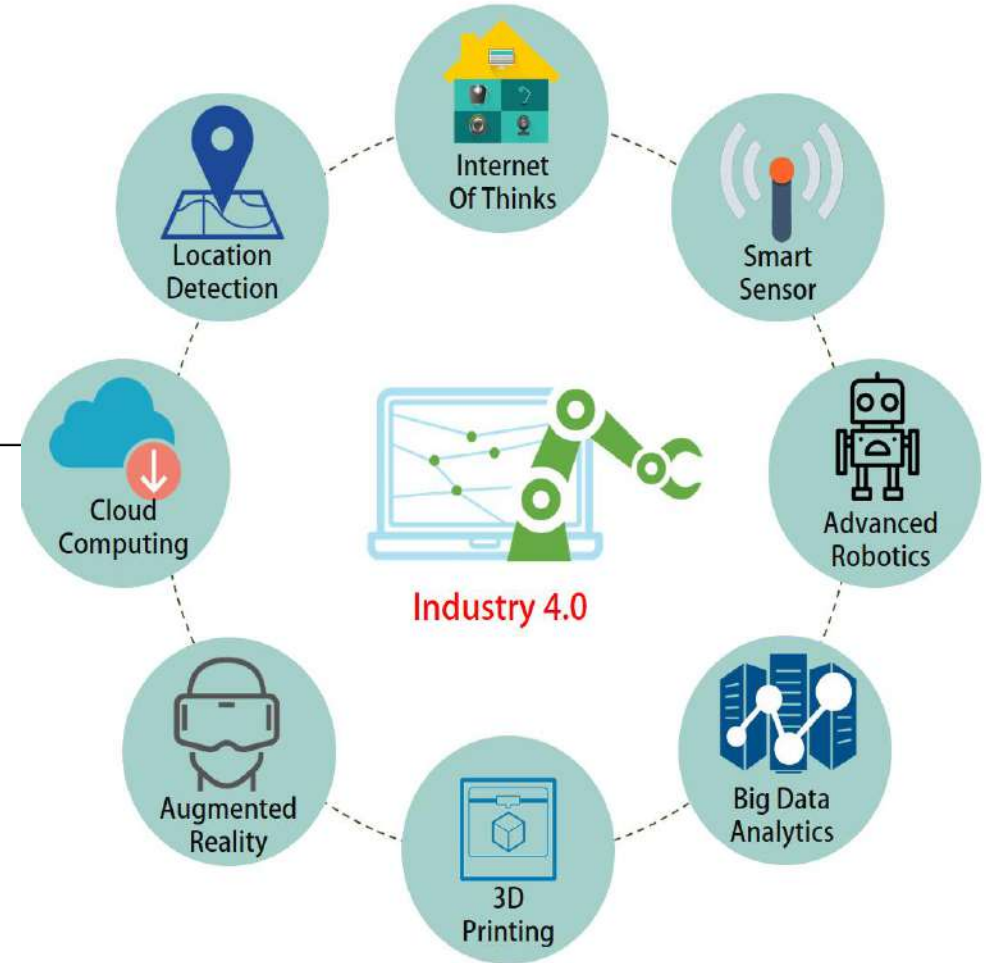 Internet
Of Thinks
Smart
Sensor
Advanced
Robotics
Big Data
Analytics
3D
Printing
Augmented
Reality
Cloud
Computing
Location
Detection
Industry 4.0